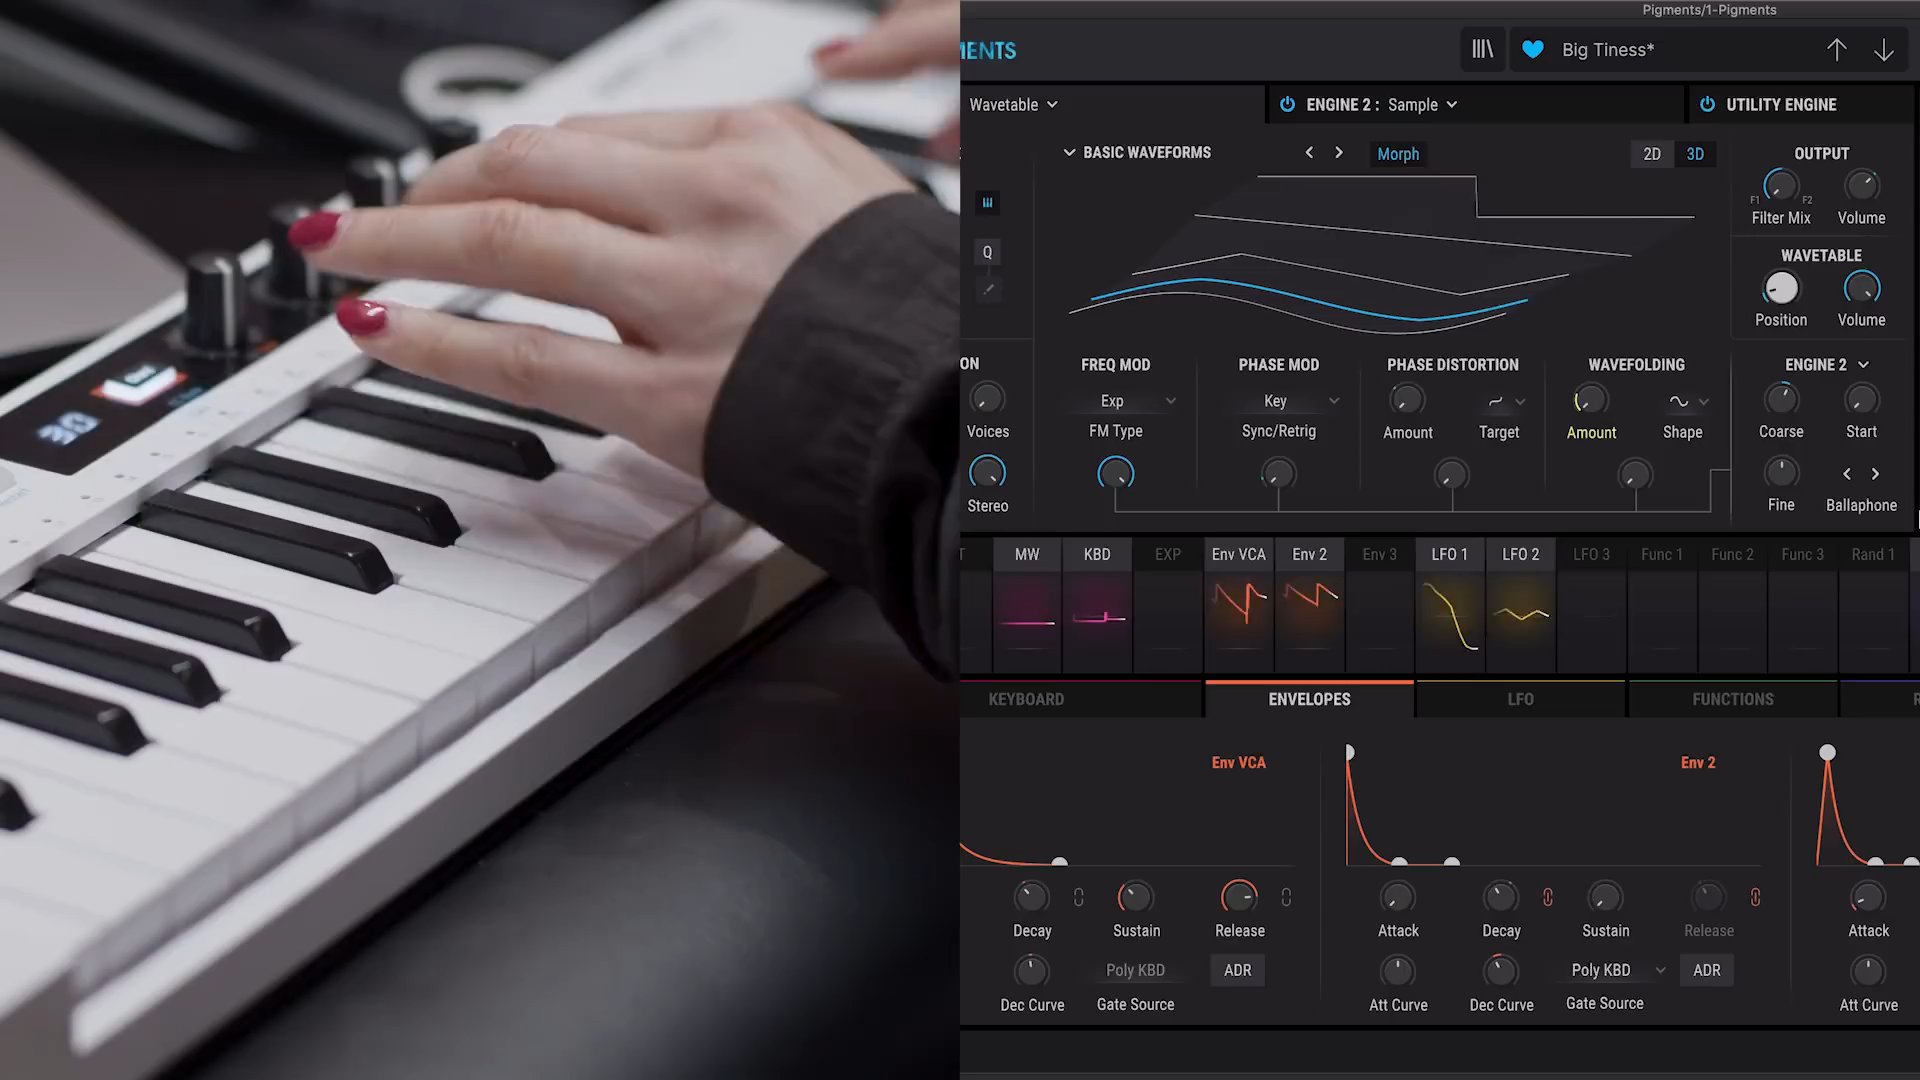 Pigments/1-Pigments
MENTS
Big Tiness*
Wavetable
ENGINE 2 : Sample
UTILITY ENGINE
BASIC WAVEFORMS
Morph
2D 3D
OUTPUT
F1 F2
Filter Mix Volume
Q
WAVETABLE
Position Volume
ON
FREQ MOD
PHASE MOD
PHASE DISTORTION
WAVEFOLDING
ENGINE 2
Exp
Key
Voices
FM Type
Sync/Retrig
Amount Target
Amount Shape
Coarse Start
Stereo
Fine Ballaphone
30
T MW KBD EXP Env VCA Env 2 Env 3 LFO 1 LFO 2 LFO 3 Func 1 Func 2 Func 3 Rand 1
KEYBOARD ENVELOPES LFO FUNCTIONS R
Env VCA
Env 2
Decay Sustain Release
Attack Decay Sustain Release
Attack
Poly KBD ADR
Poly KBD ADR
Dec Curve Gate Source
Att Curve Dec Curve Gate Source
Att Curve